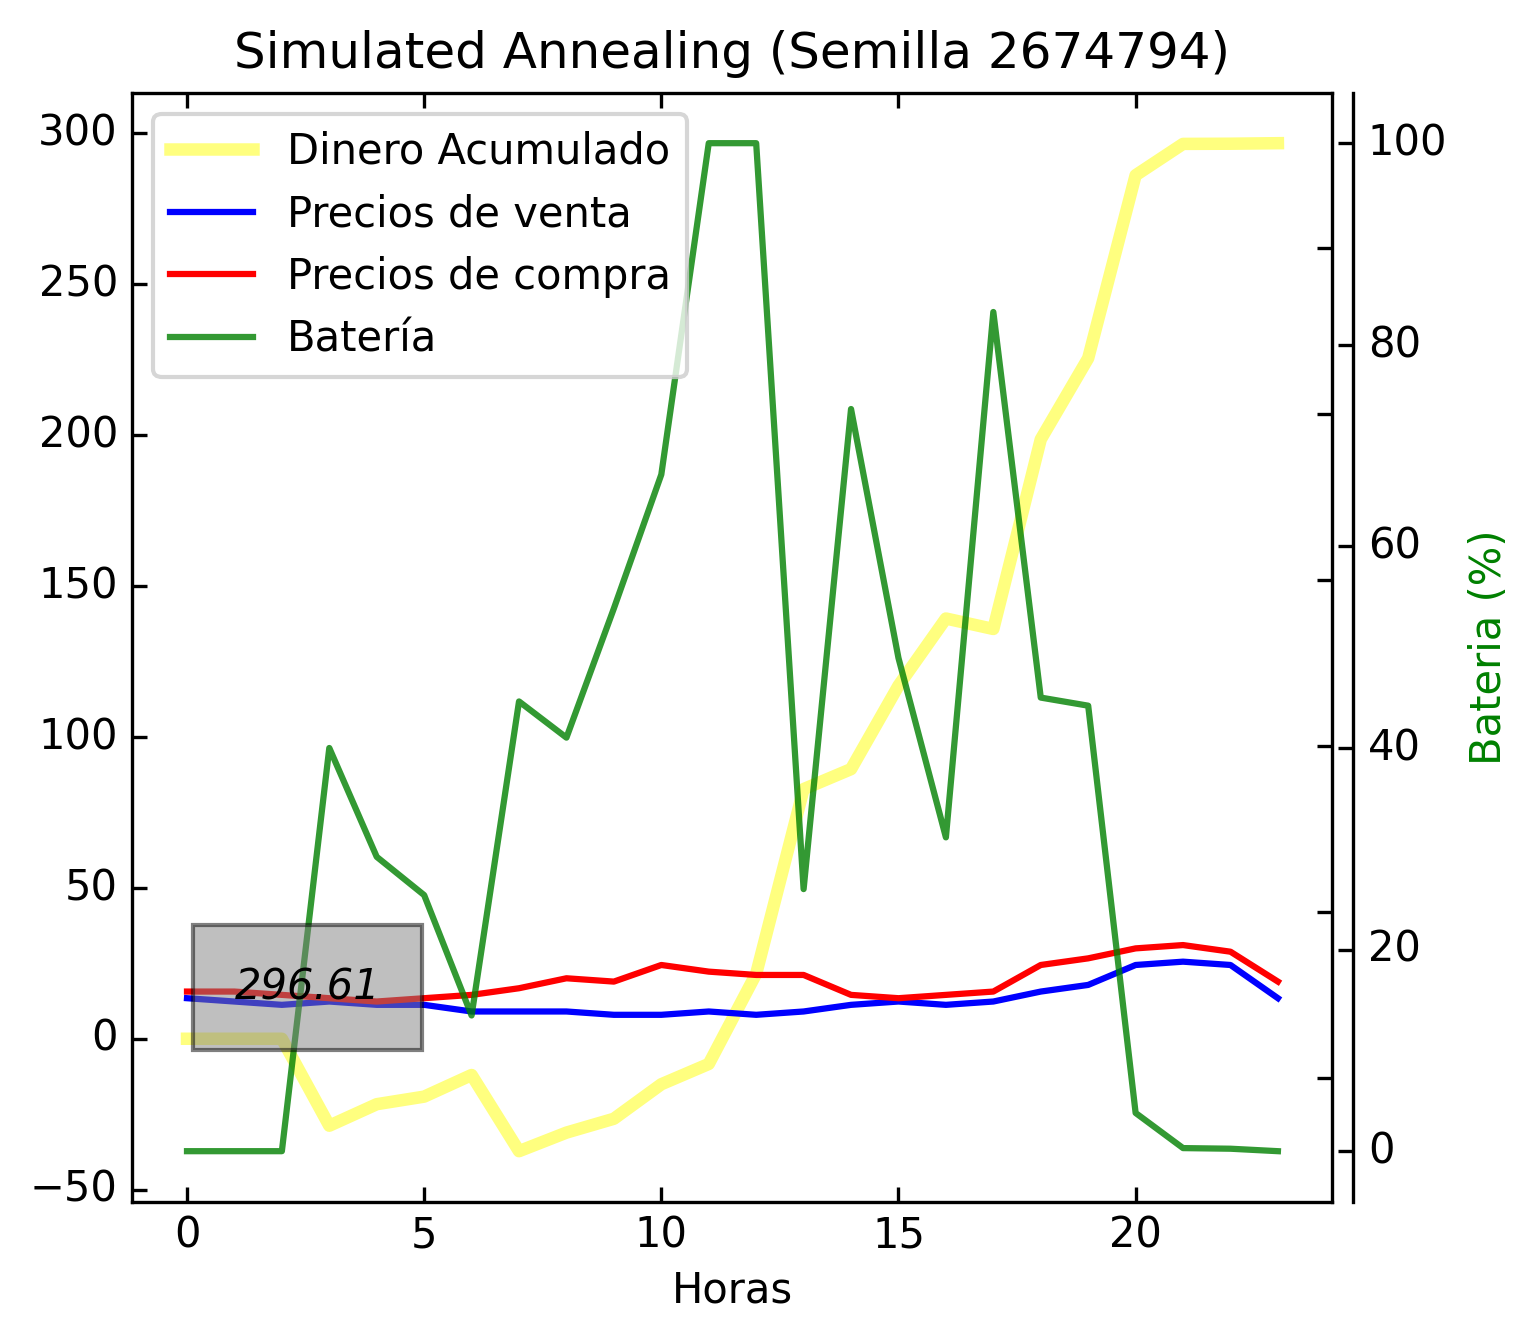 Simulated Annealing (Semilla 2674794)
Dinero Acumulado
Precios de venta
Precios de compra
Batería
300
250
200
150
100
50
0
−50
296.61
100
80
60
40
20
0
Bateria (%)
0 5 10 15 20
Horas